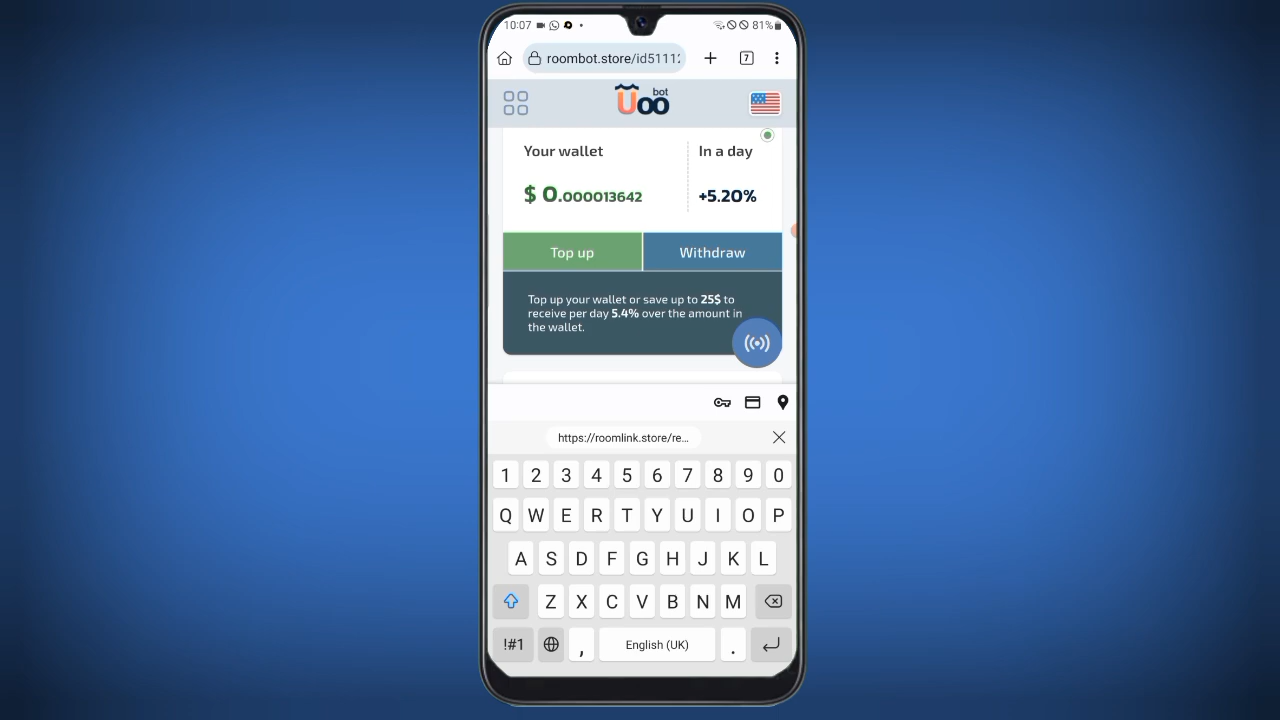 10:07 81%
roombot.store/id5111 7
Uoo bot
Your wallet In a day
$ 0.000013642 +5.20%
Top up Withdraw
Top up your wallet or save up to 25$ to
receive per day 5.4% over the amount in
the wallet.
https://roomlink.store/re...
1 2 3 4 5 6 7 8 9 0
Q W E R T Y U I O P
A S D F G H J K L
Z X C V B N M
!#1 , English (UK) .